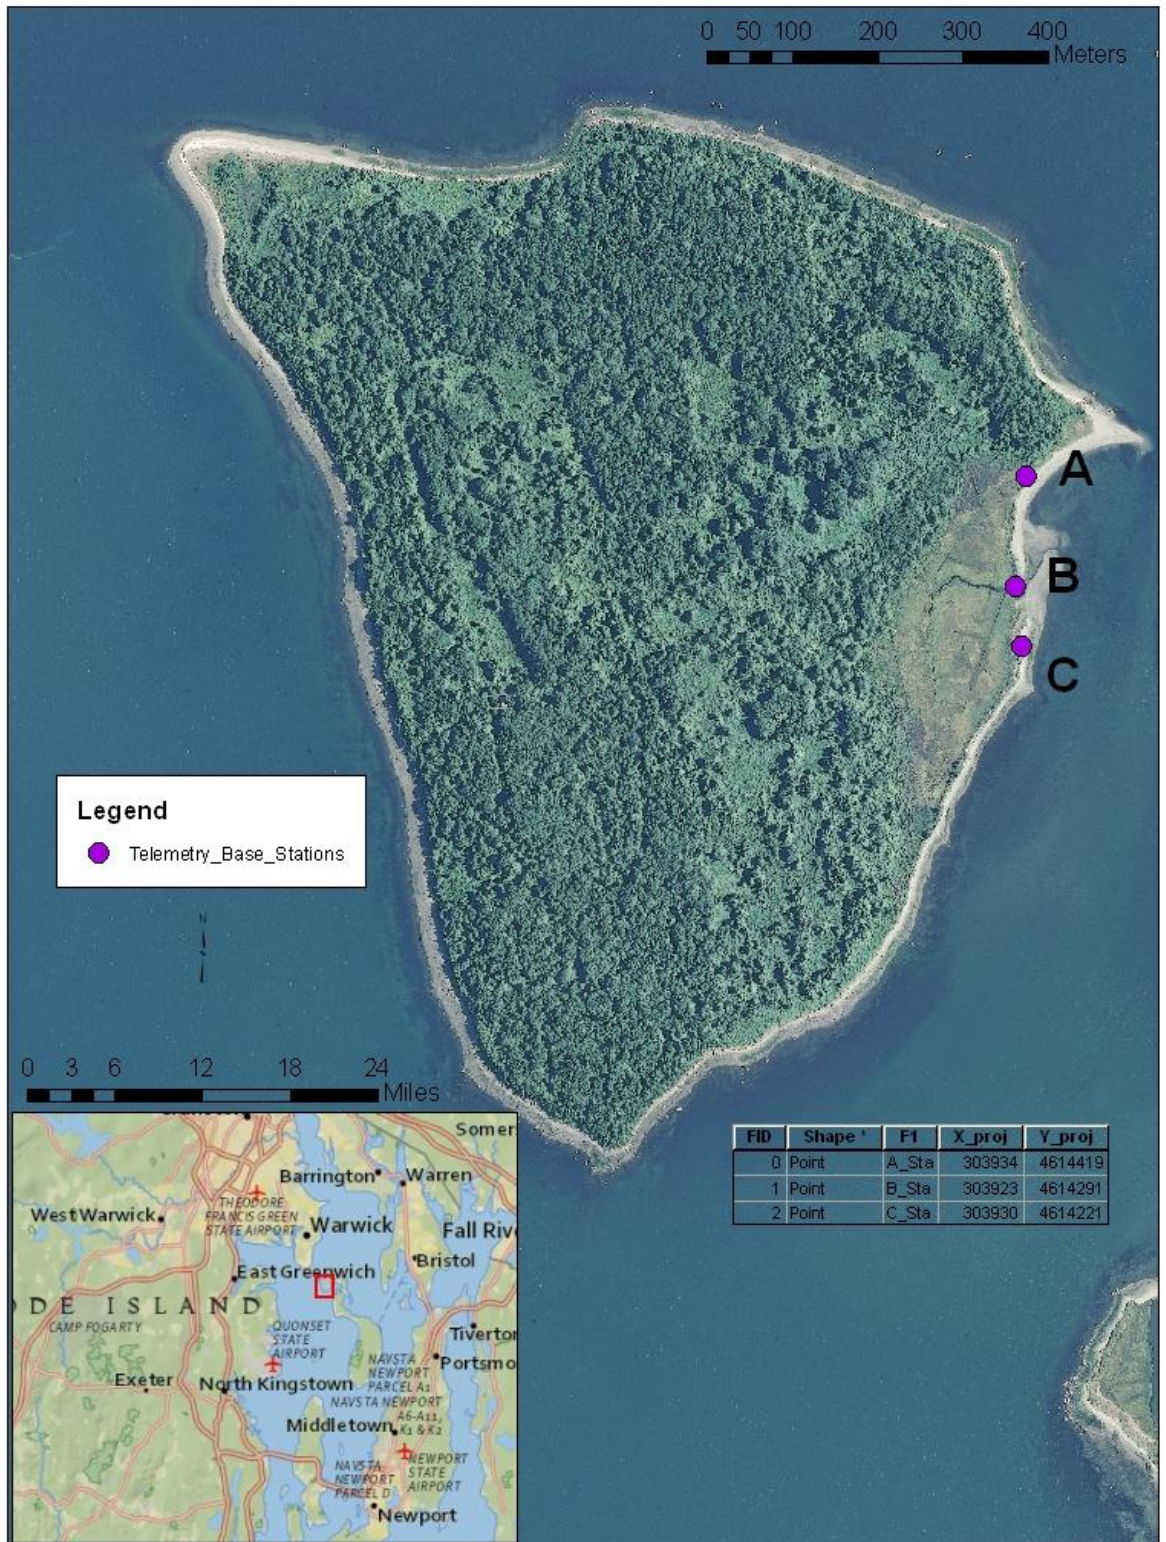 0 50 100 200 300 400
Meters
A
B
C
Legend
Telemetry_Base_Stations
N
0 3 6 12 18 24
Miles
Somer
Barrington
Warren
THEODORE
FRANCIS GREEN
STATE AIRPORT
West Warwick
Warwick
Fall Rive
Bristol
East Greenwich
ODE ISLAND
CAMP FOGARTY
QUONSET
STATE
AIRPORT
Tiverton
NAVSTA
NEWPORT
PARCEL A1
Portsmo
Exeter
North Kingstown
NAVSTA NEWPORT
A6-A11,
K1 & K2
Middletown
NEWPORT
STATE
AIRPORT
NAVSTA
NEWPORT
PARCEL D
Newport
FID Shape * F1 X_proj Y_proj
0 Point A_Sta 303934 4614419
1 Point B_Sta 303923 4614291
2 Point C_Sta 303930 4614221